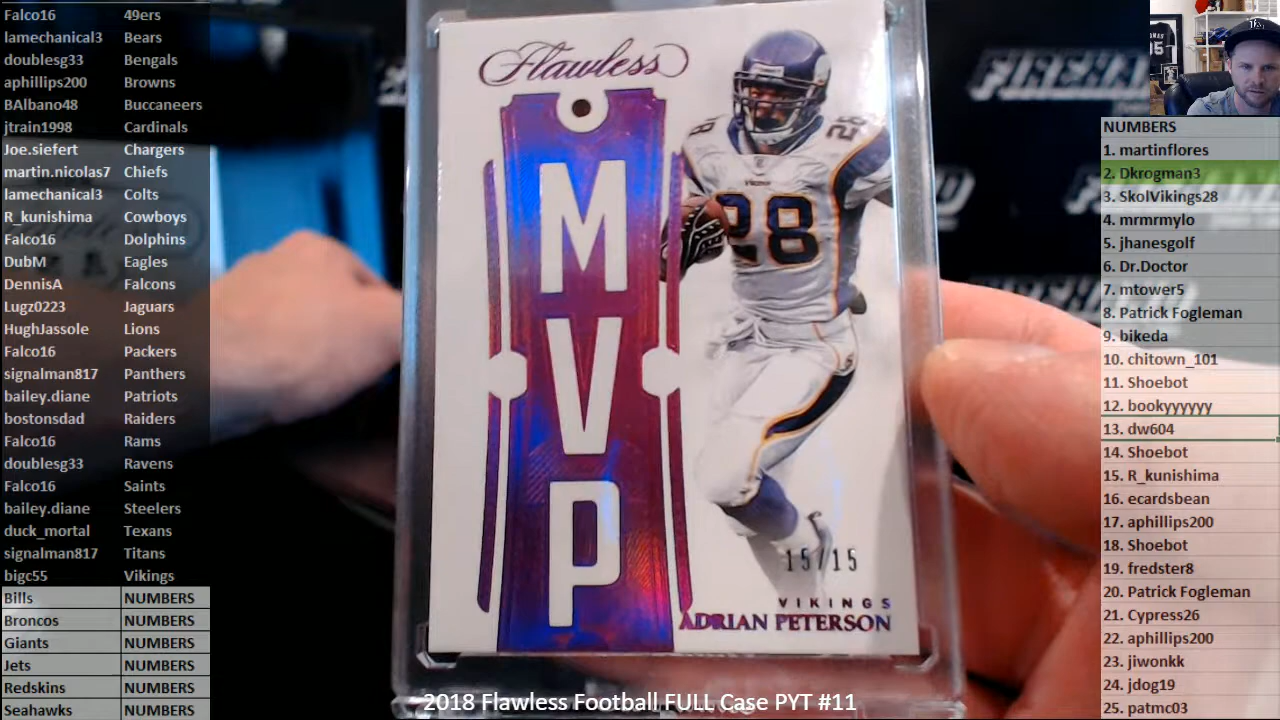 Falco16 49ers
lamechanical3 Bears
doublesg33 Bengals
aphillips200 Browns
BAlbano48 Buccaneers
jtrain1998 Cardinals
Joe.siefert Chargers
martin.nicolas7 Chiefs
lamechanical3 Colts
R_kunishima Cowboys
Falco16 Dolphins
DubM Eagles
DennisA Falcons
Lugz0223 Jaguars
HughJassole Lions
Falco16 Packers
signalman817 Panthers
bailey.diane Patriots
bostonsdad Raiders
Falco16 Rams
doublesg33 Ravens
Falco16 Saints
bailey.diane Steelers
duck_mortal Texans
signalman817 Titans
bigc55 Vikings
Bills NUMBERS
Broncos NUMBERS
Giants NUMBERS
Jets NUMBERS
Redskins NUMBERS
Seahawks NUMBERS
Flawless
MVP
28
28
28
15/15
VIKINGS
ADRIAN PETERSON
2018 Flawless Football FULL Case PYT #11
NUMBERS
1. martinflores
2. Dkrogman3
3. SkolVikings28
4. mrmrmylo
5. jhanesgolf
6. Dr.Doctor
7. mtower5
8. Patrick Fogleman
9. bikeda
10. chitown_101
11. Shoebot
12. bookyyyyyy
13. dw604
14. Shoebot
15. R_kunishima
16. ecardsbean
17. aphillips200
18. Shoebot
19. fredster8
20. Patrick Fogleman
21. Cypress26
22. aphillips200
23. jiwonkk
24. jdog19
25. patmc03